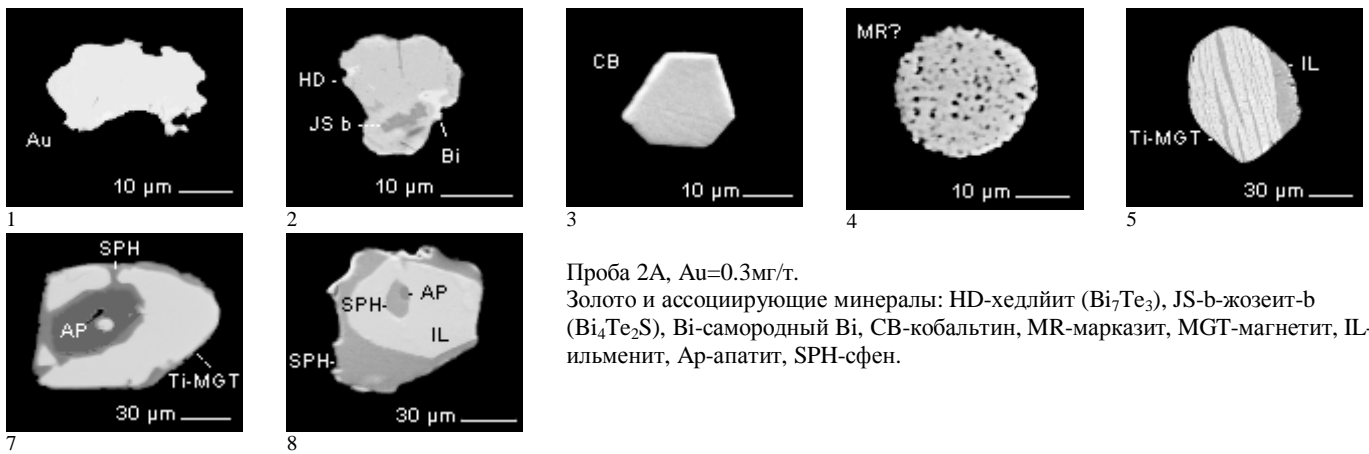 Au
10 µm
1
HD
JS b
Bi
10 µm
2
CB
10 µm
3
MR?
10 µm
4
IL
Ti-MGT
30 µm
5
SPH
AP
Ti-MGT
30 µm
7
SPH
AP
IL
SPH
30 µm
8
Проба 2А, Au=0.3мг/т.
Золото и ассоциирующие минералы: HD-хедлйит (Bi₇Te₃), JS-b-жозеит-b
(Bi₄Te₂S), Bi-самородный Bi, CB-кобальтин, MR-марказит, MGT-магнетит, IL-
ильменит, Ap-апатит, SPH-сфен.